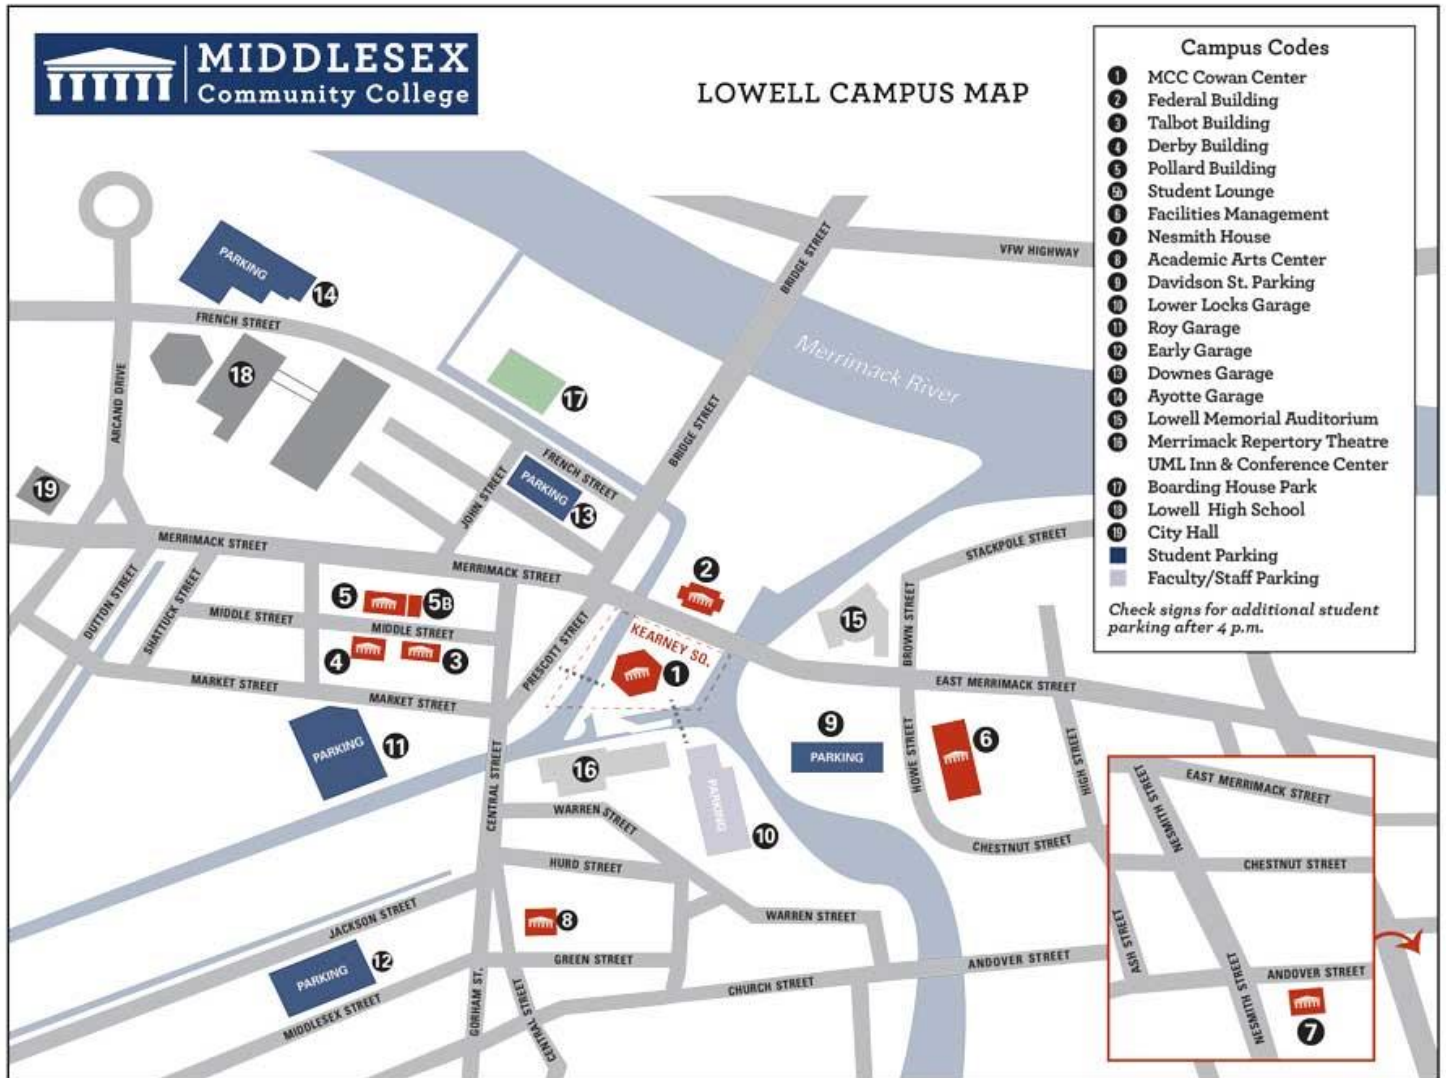 MIDDLESEX
Community College
LOWELL CAMPUS MAP
Campus Codes
1 MCC Cowan Center
2 Federal Building
3 Talbot Building
4 Derby Building
5 Pollard Building
5b Student Lounge
6 Facilities Management
7 Nesmith House
8 Academic Arts Center
9 Davidson St. Parking
10 Lower Locks Garage
11 Roy Garage
12 Early Garage
13 Downes Garage
14 Ayotte Garage
15 Lowell Memorial Auditorium
16 Merrimack Repertory Theatre
UML Inn & Conference Center
17 Boarding House Park
18 Lowell High School
19 City Hall
Student Parking
Faculty/Staff Parking
Check signs for additional student
parking after 4 p.m.
VFW HIGHWAY
BRIDGE STREET
PARKING
14
FRENCH STREET
ARCAND DRIVE
18
17
Merrimack River
BRIDGE STREET
FRENCH STREET
JOHN STREET
PARKING
13
19
MERRIMACK STREET
MERRIMACK STREET
STACKPOLE STREET
DUTTON STREET
SHATTUCK STREET
5
5B
2
MIDDLE STREET
MIDDLE STREET
15
BROWN STREET
4
3
PRESCOTT STREET
KEARNEY SQ.
1
MARKET STREET
MARKET STREET
EAST MERRIMACK STREET
PARKING
11
9
PARKING
HOWE STREET
6
HIGH STREET
CENTRAL STREET
16
PARKING
10
WARREN STREET
CHESTNUT STREET
HURD STREET
JACKSON STREET
8
WARREN STREET
GREEN STREET
PARKING
12
ANDOVER STREET
CHURCH STREET
MIDDLESEX STREET
GORHAM ST.
CENTRAL STREET
NESMITH STREET
EAST MERRIMACK STREET
CHESTNUT STREET
ASH STREET
NESMITH STREET
ANDOVER STREET
7